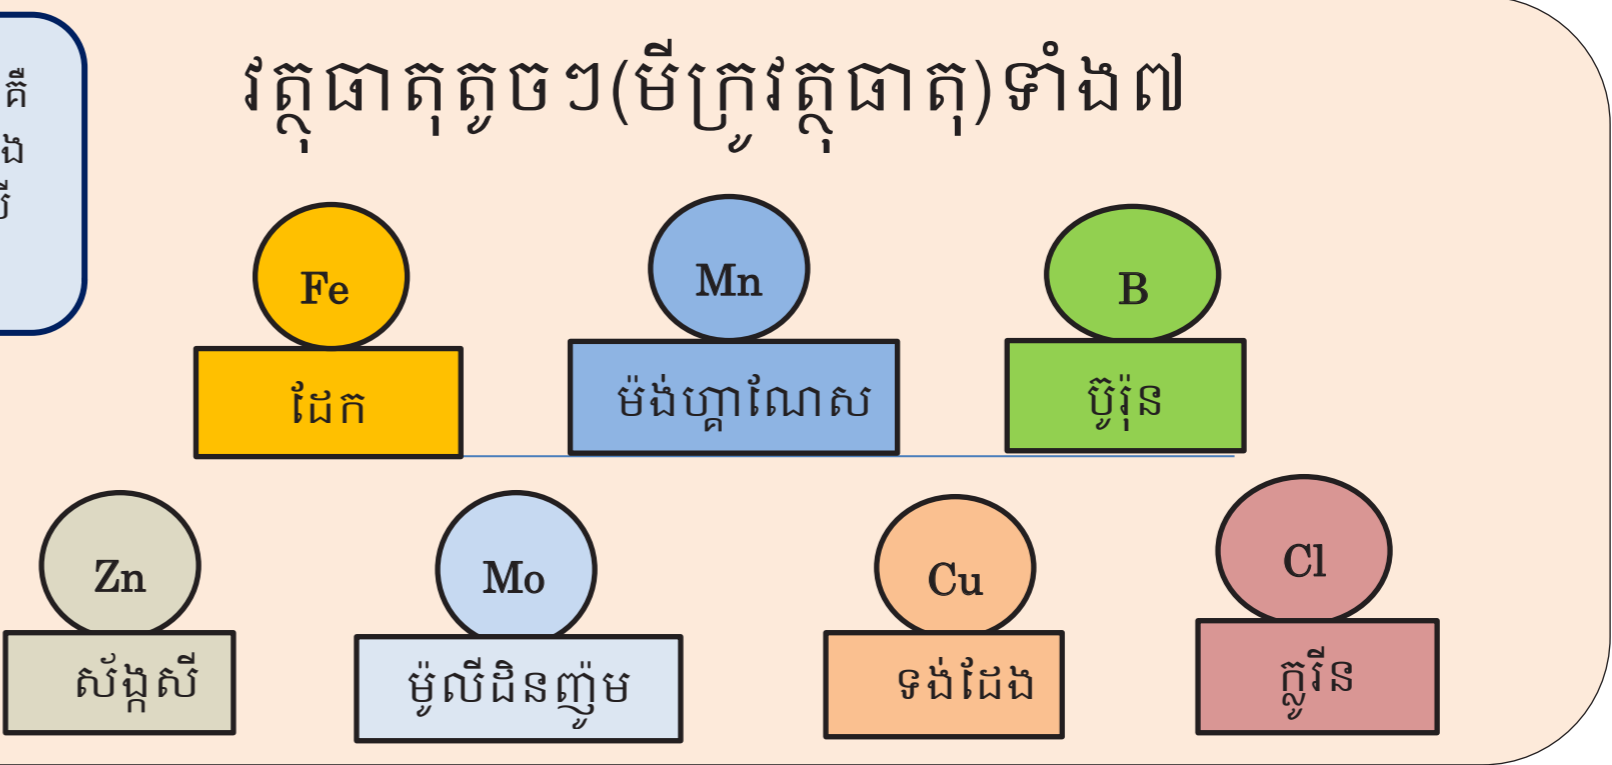 វត្ថុធាតុតូចៗ(មីក្រូវត្ថុធាតុ)ទាំង៧
គឺ
ង
Fe
Mn
B
ដែក
ម៉ង់ហ្គាណែស
ប៊ូរ៉ុន
Zn
Mo
Cu
Cl
ស័ង្កសី
ម៉ូលីដិនញ៉ូម
ទង់ដែង
ក្លរីន